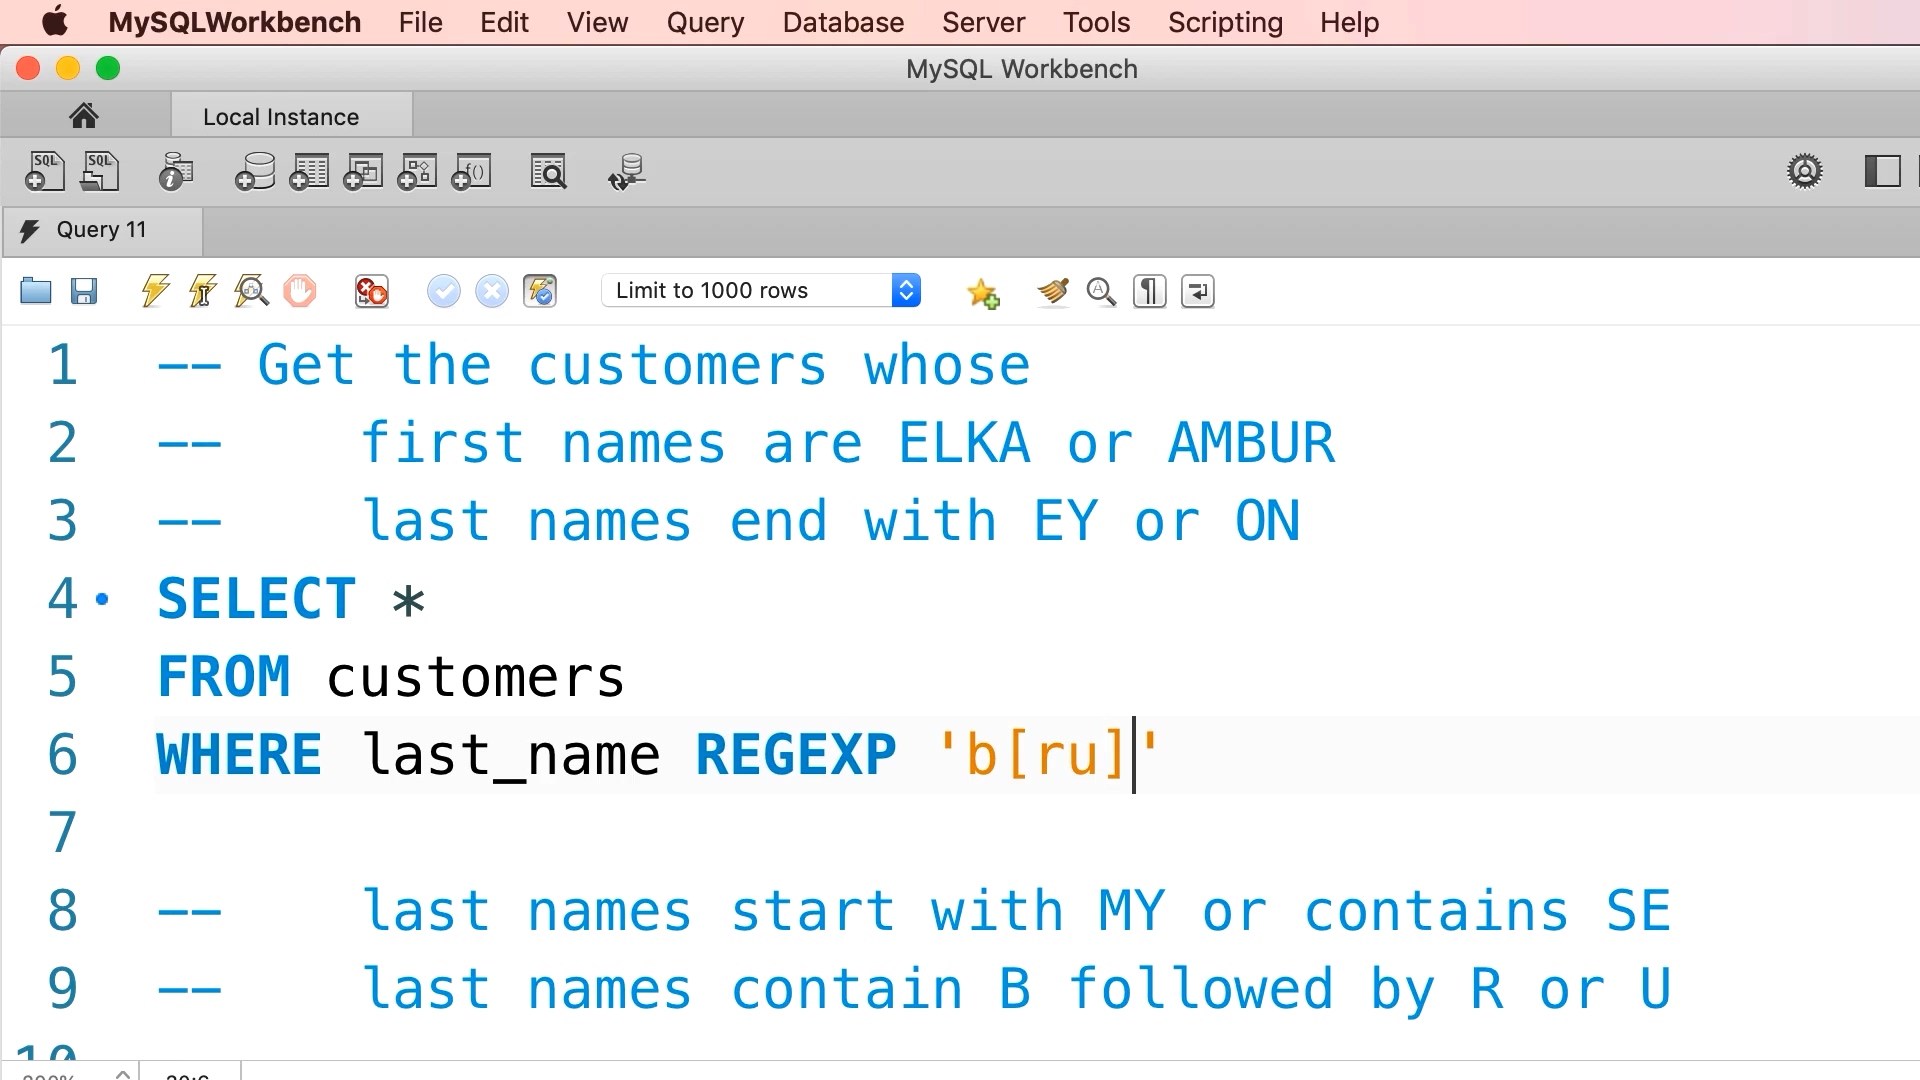 MySQLWorkbench File Edit View Query Database Server Tools Scripting Help
MySQL Workbench
Local Instance
SQL SQL
Query 11
Limit to 1000 rows
1 -- Get the customers whose
2 -- first names are ELKA or AMBUR
3 -- last names end with EY or ON
4 SELECT *
5 FROM customers
6 WHERE last_name REGEXP 'b[ru]'
7
8 -- last names start with MY or contains SE
9 -- last names contain B followed by R or U
10